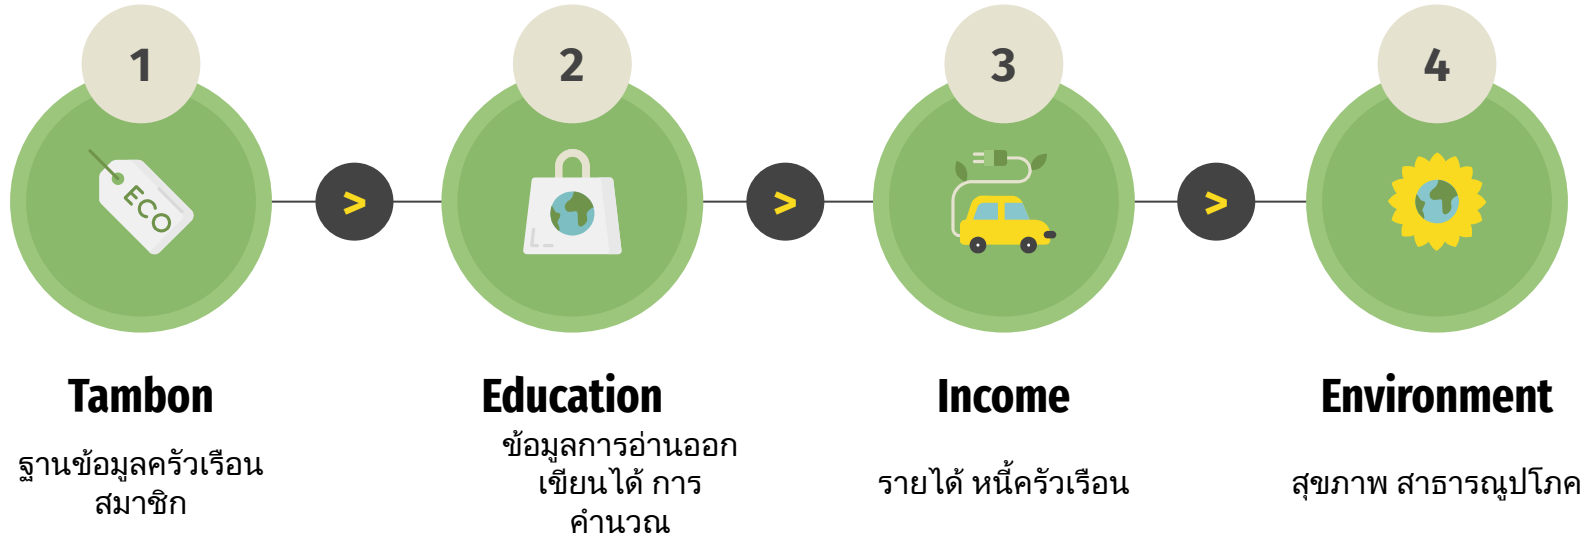 1
2
3
4
ECO
>
>
>
Tambon
ฐานข้อมูลครัวเรือน
สมาชิก
Education
ข้อมูลการอ่านออก
เขียนได้ การ
คำนวณ
Income
รายได้ หนี้ครัวเรือน
Environment
สุขภาพ สาธารณูปโภค